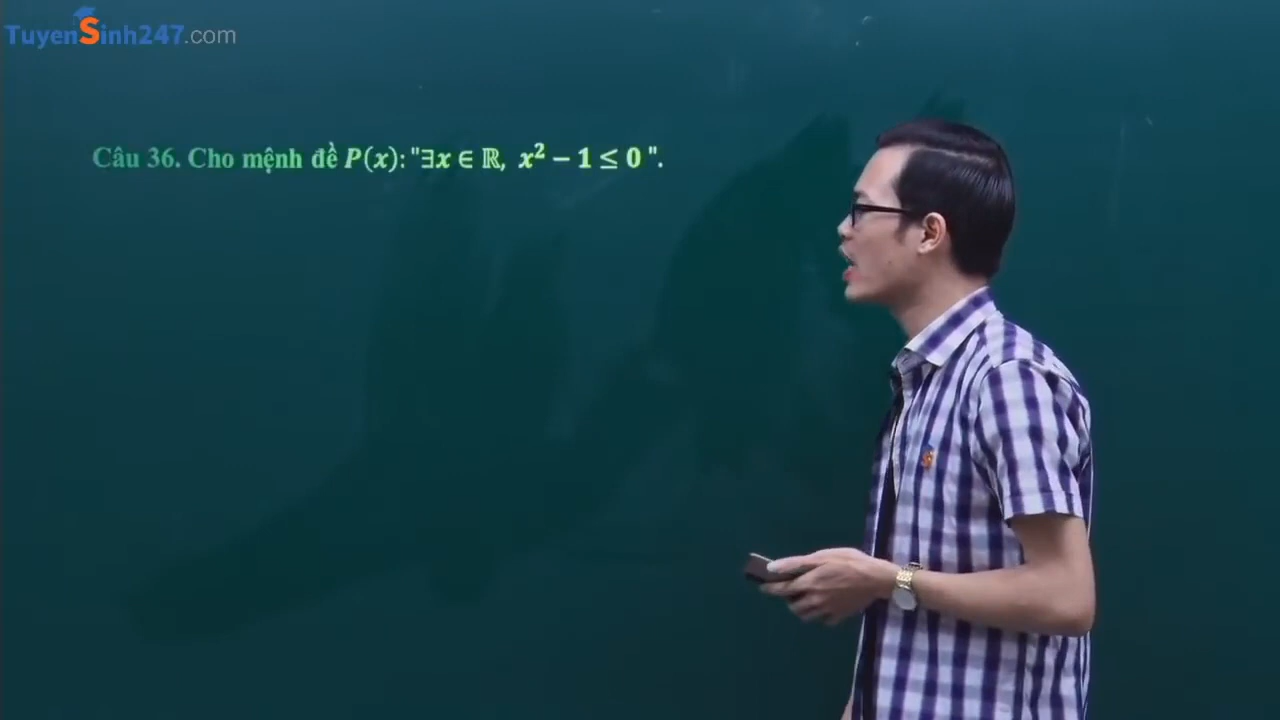 TuyenSinh247.com
Câu 36. Cho mệnh đề P(x): "∃x ∈ ℝ, x² − 1 ≤ 0 ".